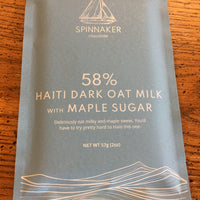 SPINNAKER
chocolate
58%
HAITI DARK OAT MILK
WITH MAPLE SUGAR
Deliciously oat milky and maple sweet. You'll
have to try pretty hard to Haiti this one.
NET WT 57g (2oz)